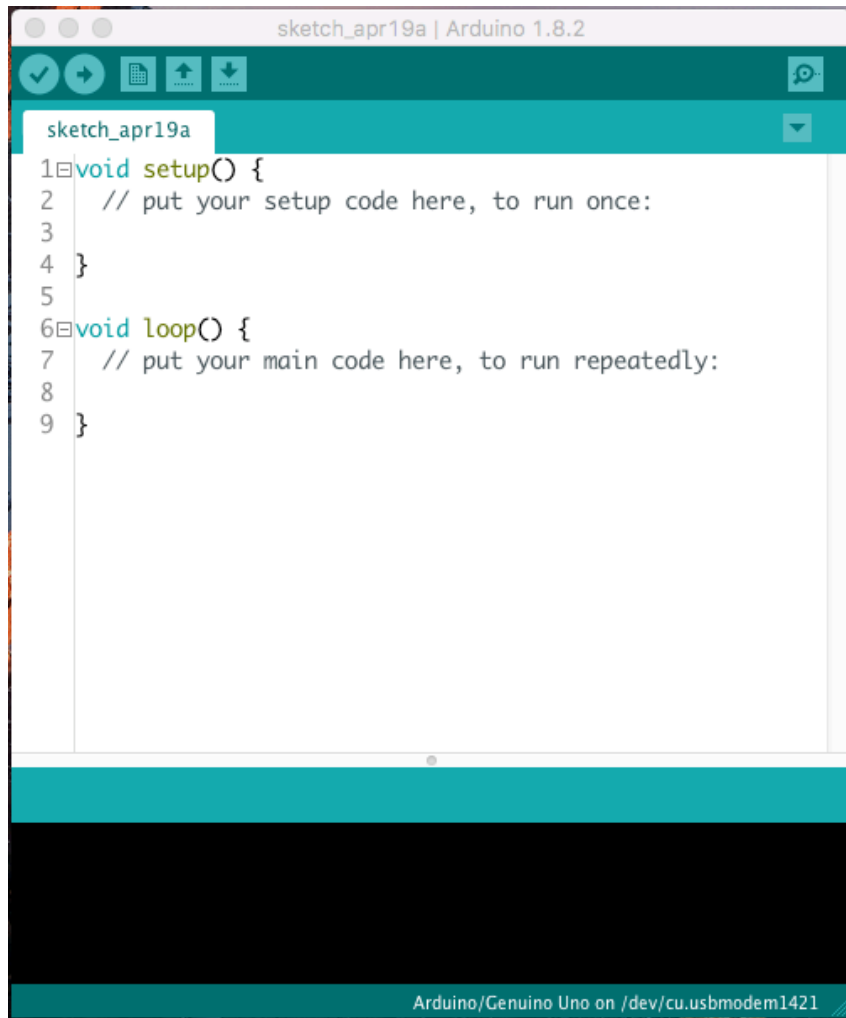 sketch_apr19a | Arduino 1.8.2
sketch_apr19a
1 void setup() {
2   // put your setup code here, to run once:
3
4 }
5
6 void loop() {
7   // put your main code here, to run repeatedly:
8
9 }
Arduino/Genuino Uno on /dev/cu.usbmodem1421